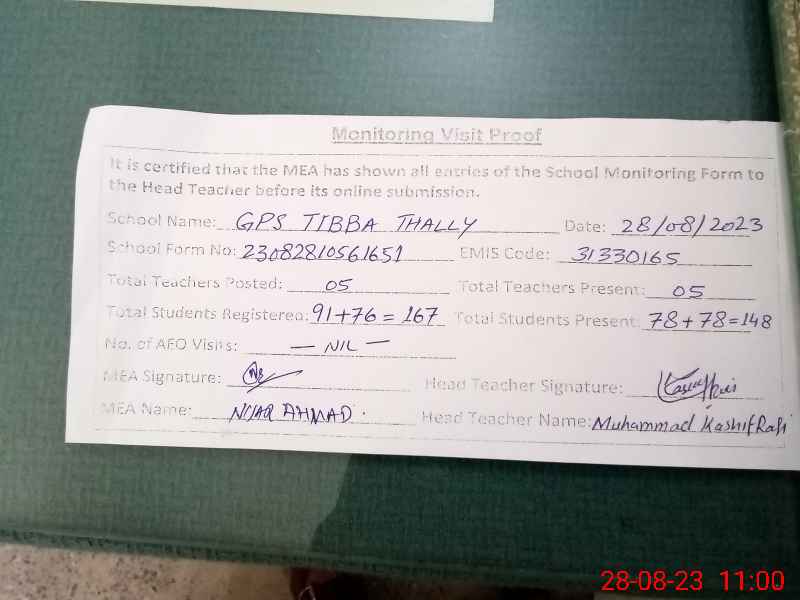 Monitoring Visit Proof
It is certified that the MEA has shown all entries of the School Monitoring Form to
the Head Teacher before its online submission.
School Name: GPS TIBBA THALLY Date: 28/08/2023
School Form No: 23082810561651 EMIS Code: 31330165
Total Teachers Posted: 05 Total Teachers Present: 05
Total Students Registered: 91+76 = 167 Total Students Present: 78+78=148
No. of AEO Visits: — NIL —
MEA Signature: Head Teacher Signature:
MEA Name: AHMAD. Head Teacher Name: Muhammad Kashif Rafi
28-08-23 11:00